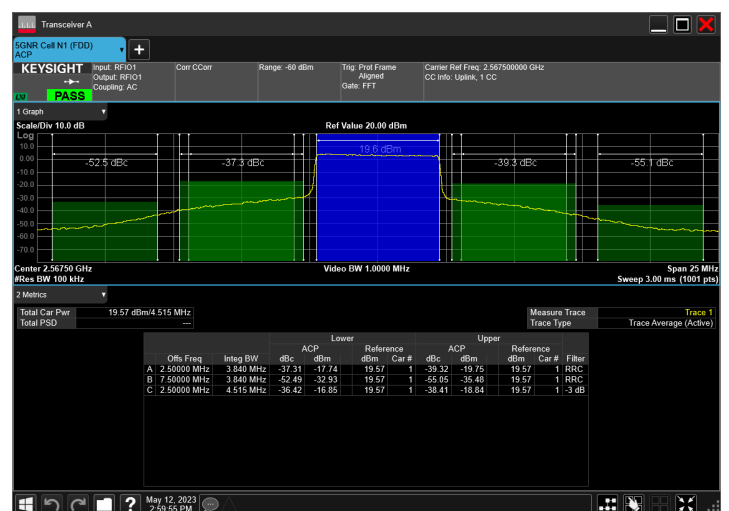 Transceiver A
5GNR Cell N1 (FDD)
ACP
KEYSIGHT
Input: RFIO1
Output: RFIO1
Coupling: AC
Corr CCorr
Range: -60 dBm
Trig: Prot Frame
Aligned
Gate: FFT
Carrier Ref Freq: 2.567500000 GHz
CC Info: Uplink, 1 CC
LXI PASS
1 Graph
Scale/Div 10.0 dB Ref Value 20.00 dBm
Log
10.0
0.00
-10.0
-20.0
-30.0
-40.0
-50.0
-60.0
-70.0
-52.5 dBc
-37.3 dBc
19.6 dBm
-39.3 dBc
-55.1 dBc
Center 2.56750 GHz Video BW 1.0000 MHz Span 25 MHz
#Res BW 100 kHz Sweep 3.00 ms (1001 pts)
2 Metrics
Total Car Pwr 19.57 dBm/4.515 MHz Measure Trace Trace 1
Total PSD --- Trace Type Trace Average (Active)
Lower Upper
ACP Reference ACP Reference
Offs Freq Integ BW dBc dBm dBm Car # dBc dBm dBm Car # Filter
A 2.50000 MHz 3.840 MHz -37.31 -17.74 19.57 1 -39.32 -19.75 19.57 1 RRC
B 7.50000 MHz 3.840 MHz -52.49 -32.93 19.57 1 -55.05 -35.48 19.57 1 RRC
C 2.50000 MHz 4.515 MHz -36.42 -16.85 19.57 1 -38.41 -18.84 19.57 1 -3 dB
? May 12, 2023
2:59:55 PM